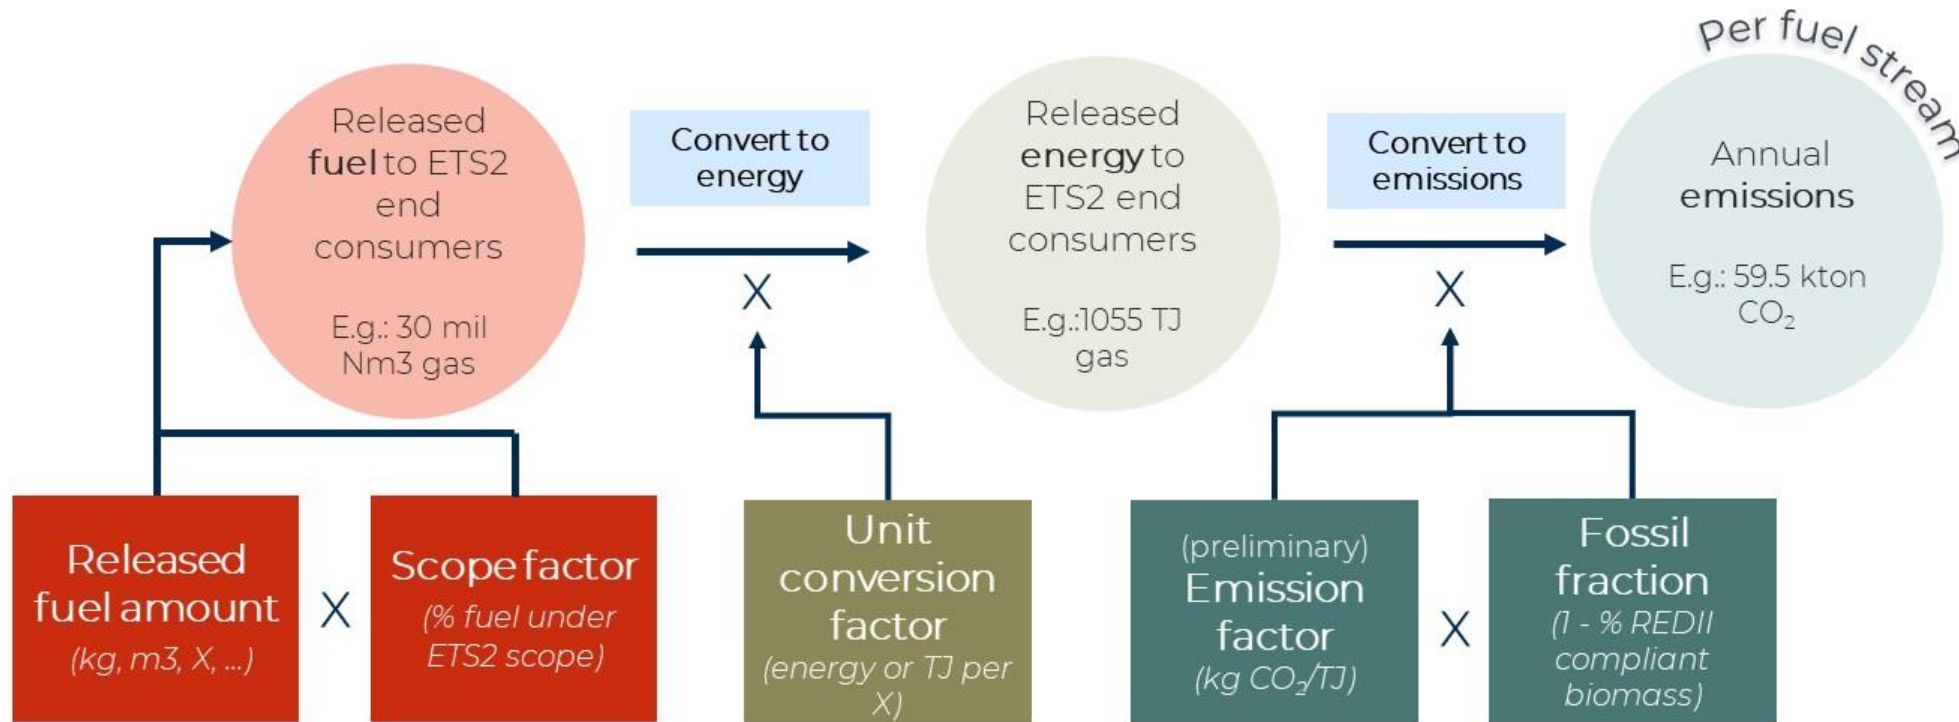 Per fuel stream
Released
fuel to ETS2
end
consumers
E.g.: 30 mil
Nm3 gas
Convert to
energy
X
Released
energy to
ETS2 end
consumers
E.g.:1055 TJ
gas
Convert to
emissions
X
Annual
emissions
E.g.: 59.5 kton
CO₂
Released
fuel amount
(kg, m3, X, ...)
X
Scope factor
(% fuel under
ETS2 scope)
Unit
conversion
factor
(energy or TJ per
X)
(preliminary)
Emission
factor
(kg CO₂/TJ)
X
Fossil
fraction
(1 - % REDII
compliant
biomass)